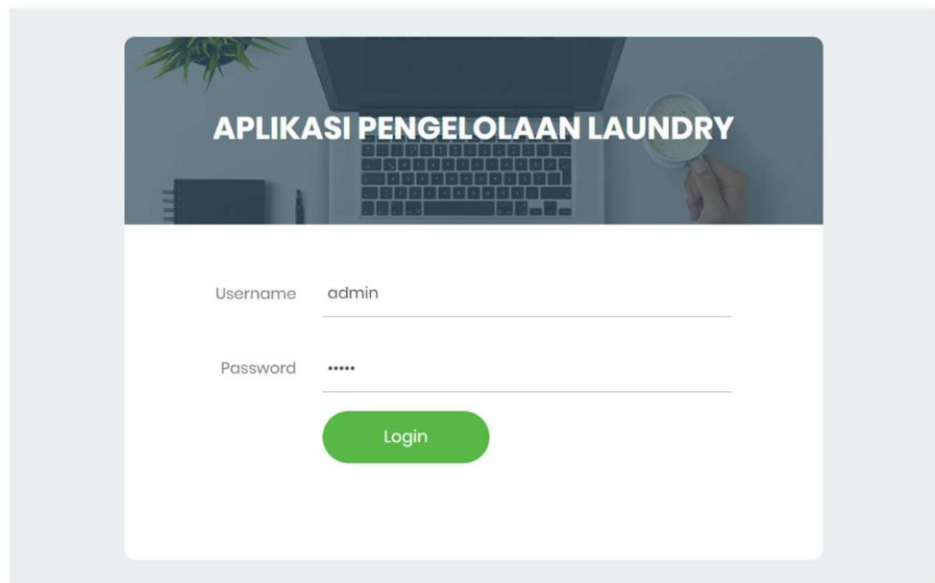 APLIKASI PENGELOLAAN LAUNDRY
Username admin
Password •••••
Login